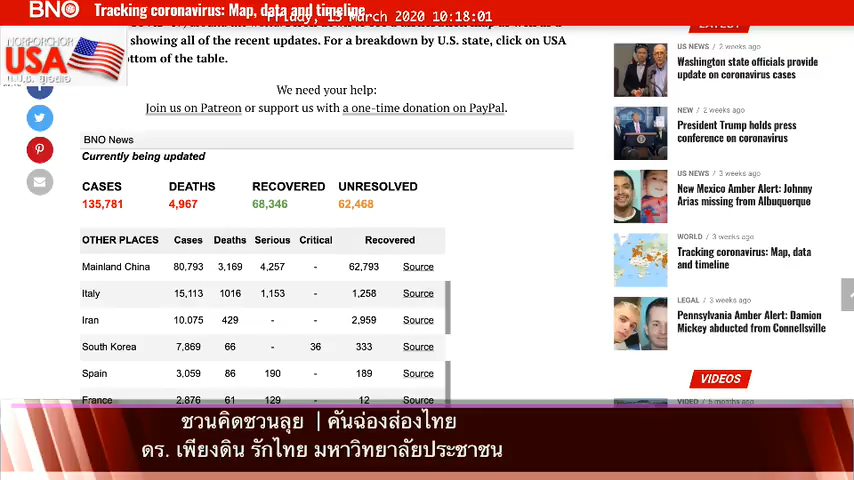 BNO Tracking coronavirus: Map, data and timeline
Friday, 13 March 2020 10:18:01
showing all of the recent updates. For a breakdown by U.S. state, click on USA
ttom of the table.
NORPORCHOR
USA
We need your help:
Join us on Patreon or support us with a one-time donation on PayPal.
BNO News
Currently being updated
CASES DEATHS RECOVERED UNRESOLVED
135,781 4,967 68,346 62,468
OTHER PLACES Cases Deaths Serious Critical Recovered
Mainland China 80,793 3,169 4,257 - 62,793 Source
Italy 15,113 1016 1,153 - 1,258 Source
Iran 10.075 429 - - 2,959 Source
South Korea 7,869 66 - 36 333 Source
Spain 3,059 86 190 - 189 Source
France 2.876 61 129 - 12 Source
LATEST
US NEWS / 2 weeks ago
Washington state officials provide
update on coronavirus cases
NEW / 2 weeks ago
President Trump holds press
conference on coronavirus
US NEWS / 3 weeks ago
New Mexico Amber Alert: Johnny
Arias missing from Albuquerque
WORLD / 3 weeks ago
Tracking coronavirus: Map, data
and timeline
LEGAL / 3 weeks ago
Pennsylvania Amber Alert: Damion
Mickey abducted from Connellsville
VIDEOS
VIDEO / 5 months ago
ชวนคิดชวนลุย | คันฉ่องส่องไทย
ดร. เพียงดิน รักไทย มหาวิทยาลัยประชาชน